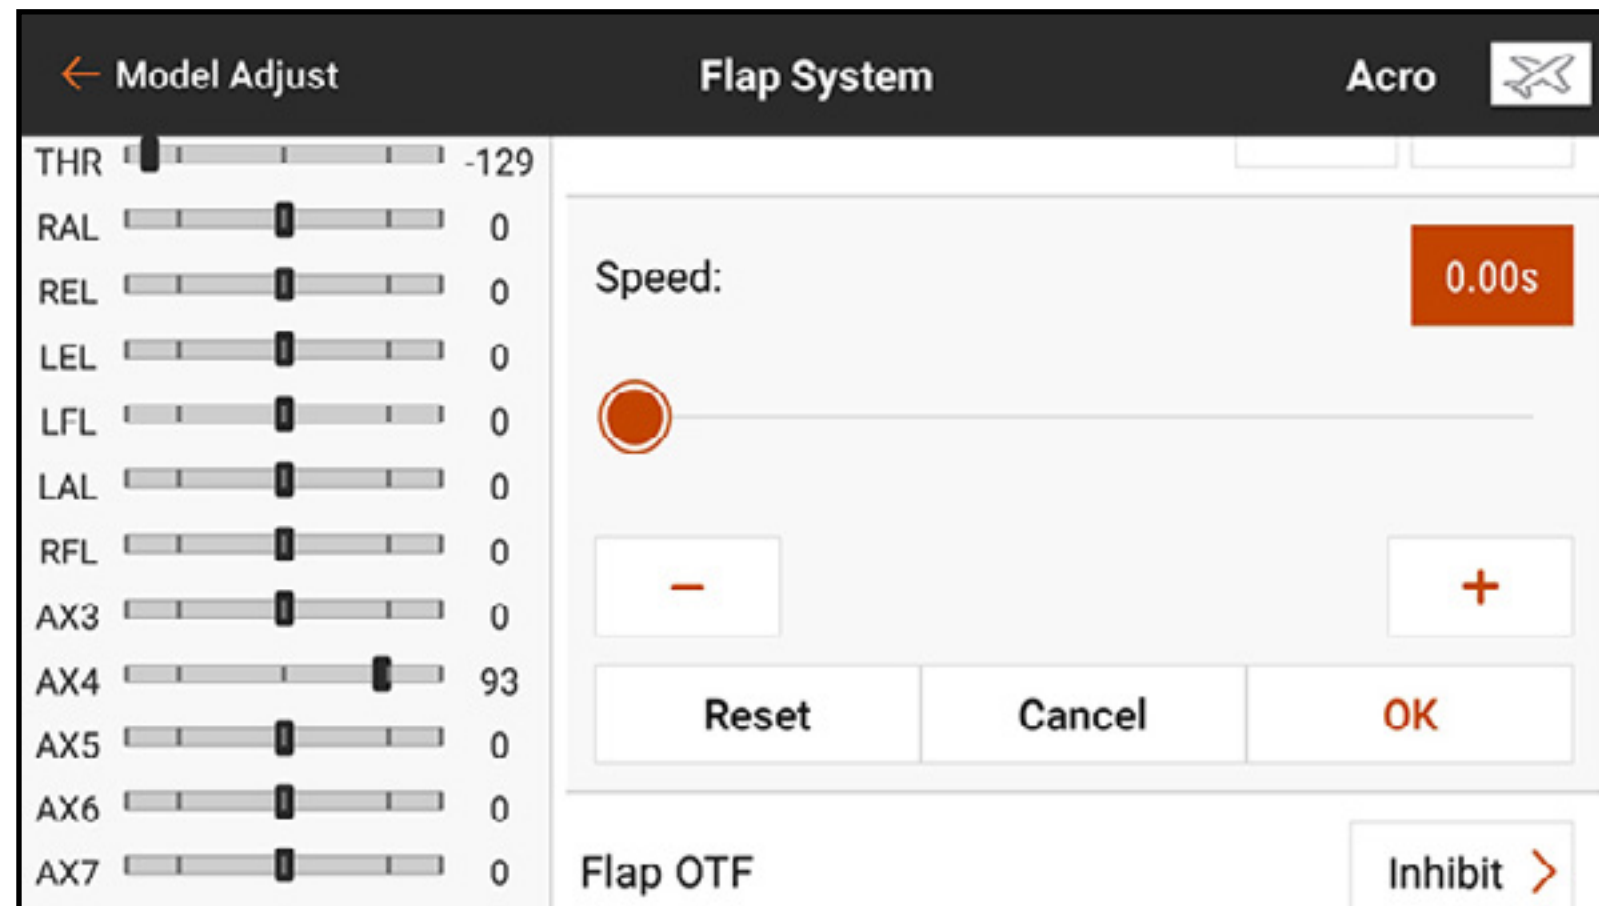 ← Model Adjust Flap System Acro
THR -129
RAL 0
REL 0
LEL 0
LFL 0
LAL 0
RFL 0
AX3 0
AX4 93
AX5 0
AX6 0
AX7 0
Speed: 0.00s
− +
Reset Cancel OK
Flap OTF Inhibit >